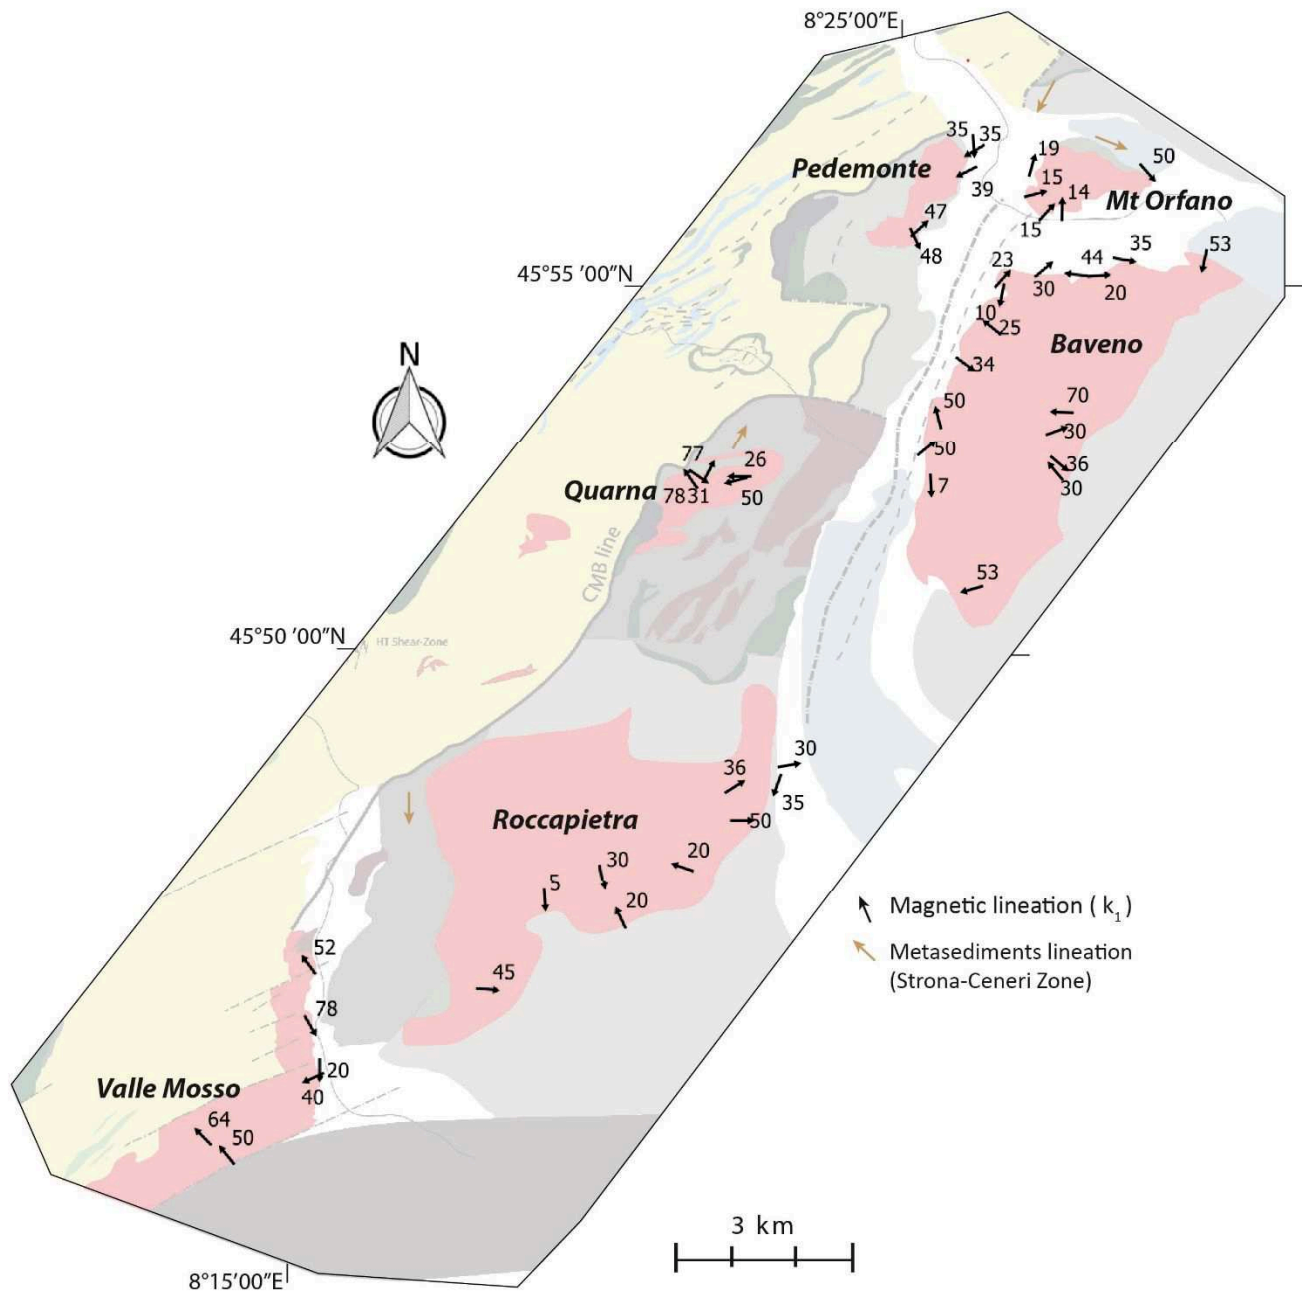 8°25'00"E
35
35
19
50
Pedemonte
39
15
14
Mt Orfano
47
15
48
35
53
44
23
45°55 '00"N
30
20
10
25
Baveno
N
34
50
70
30
50
77
26
36
Quarna
78
31
50
7
30
CMB line
53
45°50 '00"N
HT Shear-Zone
30
36
35
Roccapietra
50
20
30
5
20
Magnetic lineation ( k1 )
52
Metasediments lineation
(Strona-Ceneri Zone)
45
78
20
Valle Mosso
40
64
50
3 km
8°15'00"E